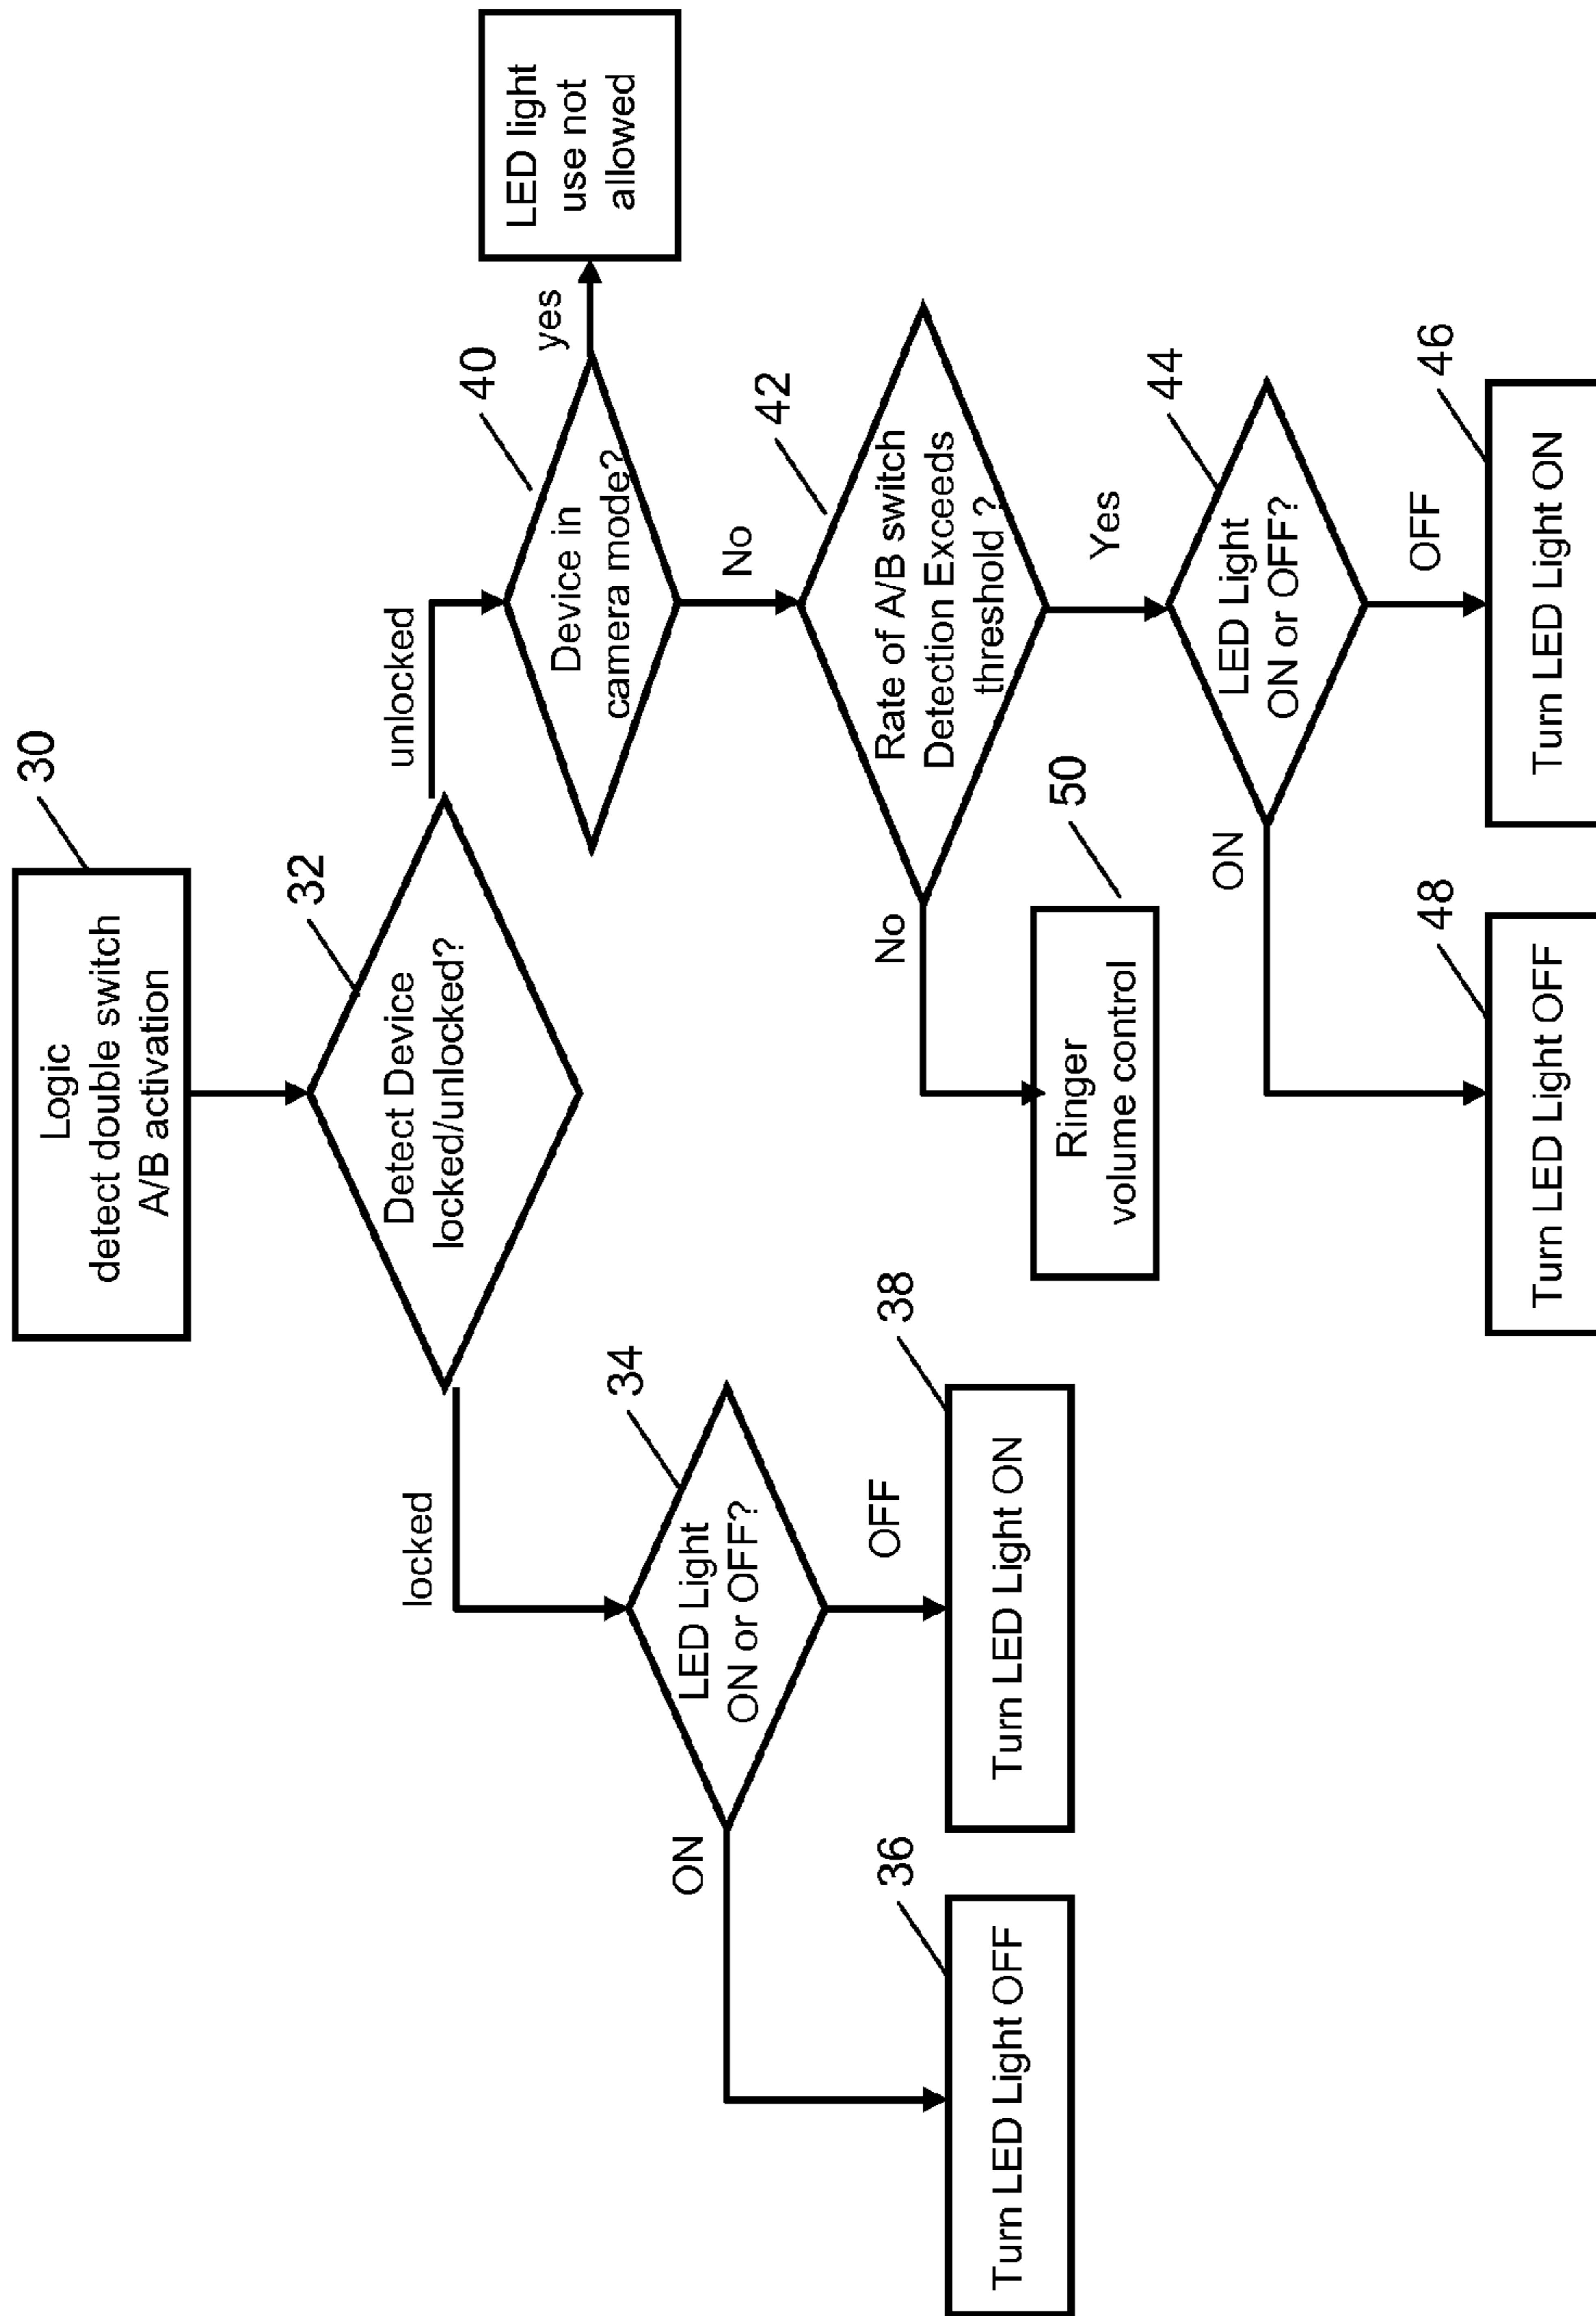 30
Logic
detect double switch
A/B activation
32
Detect Device
locked/unlocked?
locked
unlocked
34
LED Light
ON or OFF?
ON
OFF
36
Turn LED Light OFF
38
Turn LED Light ON
40
Device in
camera mode?
yes
LED light
use not
allowed
No
42
Rate of A/B switch
Detection Exceeds
threshold ?
No
Yes
50
Ringer
volume control
44
LED Light
ON or OFF?
ON
OFF
48
Turn LED Light OFF
46
Turn LED Light ON